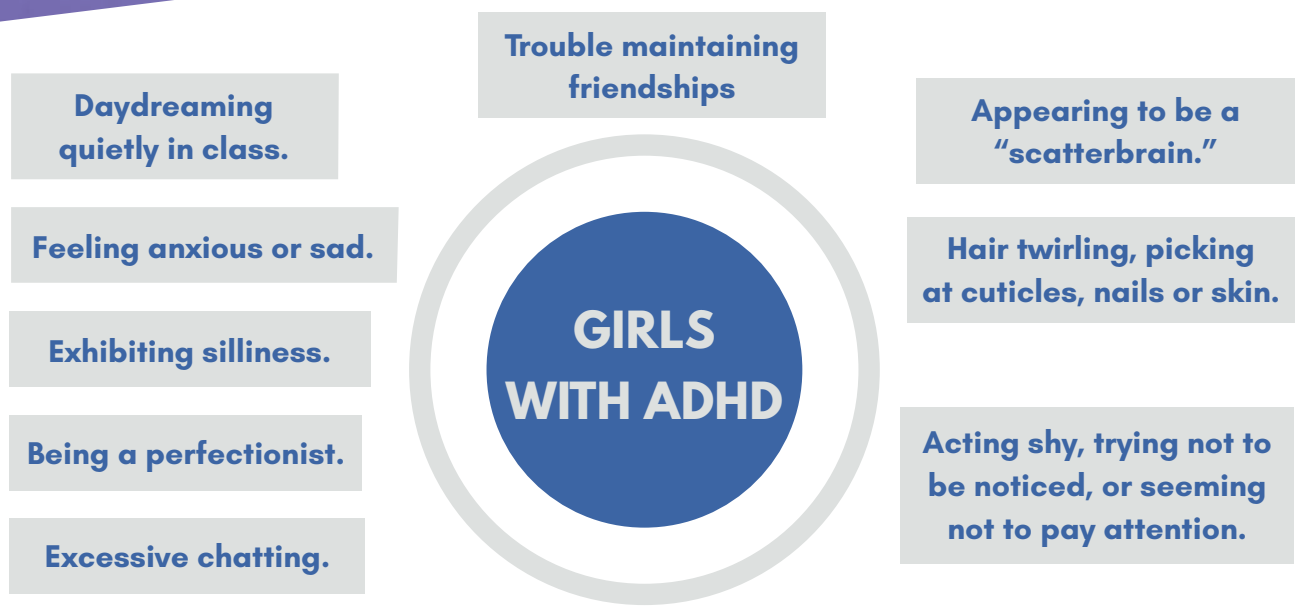 Trouble maintaining
friendships
Daydreaming
quietly in class.
Feeling anxious or sad.
Exhibiting silliness.
Being a perfectionist.
Excessive chatting.
GIRLS
WITH ADHD
Appearing to be a
“scatterbrain.”
Hair twirling, picking
at cuticles, nails or skin.
Acting shy, trying not to
be noticed, or seeming
not to pay attention.